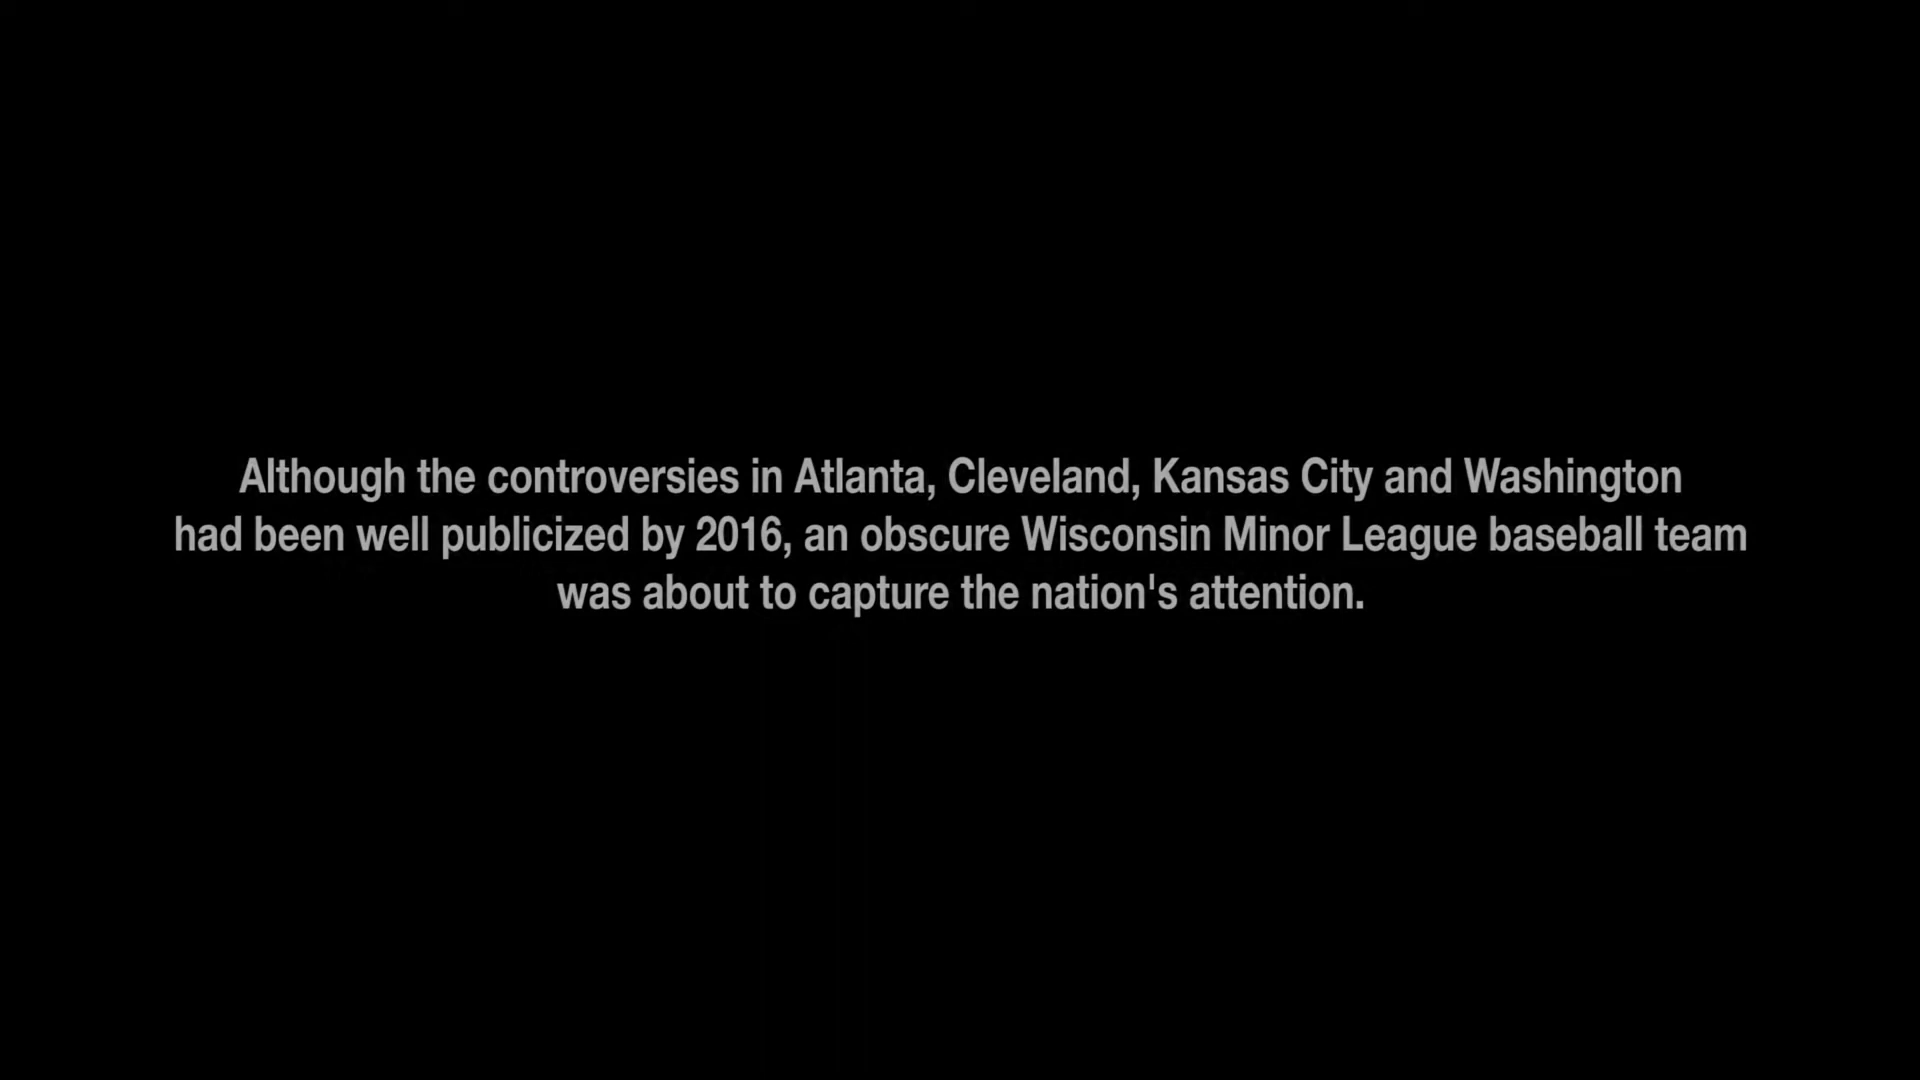 Although the controversies in Atlanta, Cleveland, Kansas City and Washington
had been well publicized by 2016, an obscure Wisconsin Minor League baseball team
was about to capture the nation's attention.